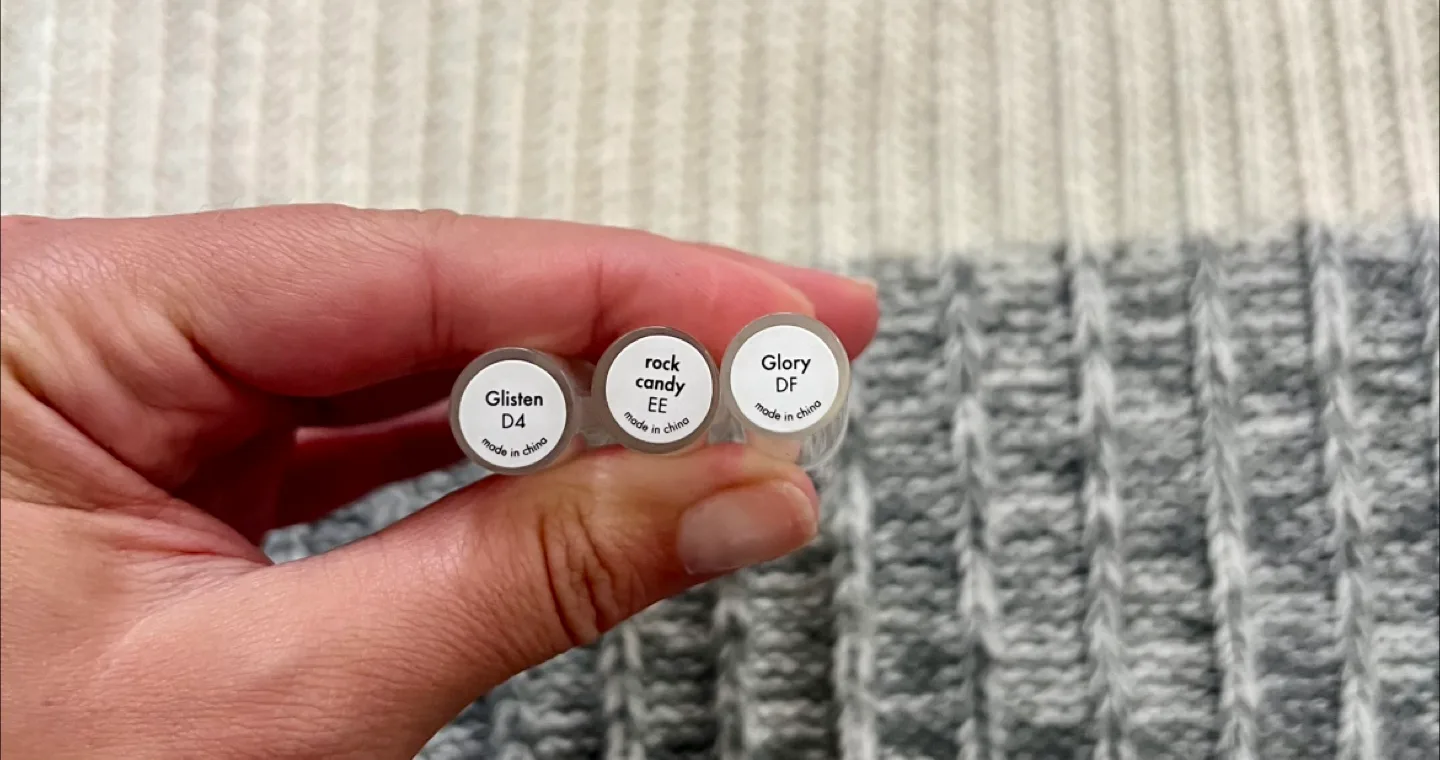 Glisten
D4
made in china
rock
candy
EE
made in china
Glory
DF
made in china